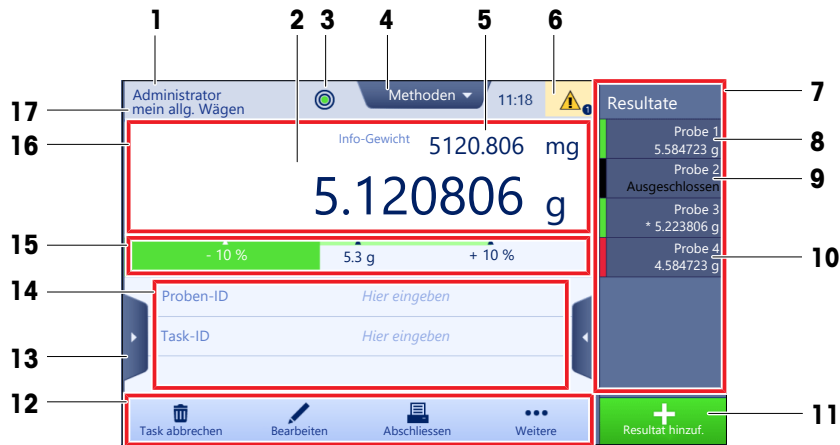 1
2
3
4
5
6
Administrator
mein allg. Wägen
Methoden
11:18
1
Resultate
7
17
16
Info-Gewicht 5120.806 mg
5.120806 g
Probe 1
5.584723 g
8
Probe 2
Ausgeschlossen
9
Probe 3
* 5.223806 g
Probe 4
4.584723 g
10
15
- 10 % 5.3 g + 10 %
14
Proben-ID Hier eingeben
Task-ID Hier eingeben
13
12
Task abbrechen
Bearbeiten
Abschliessen
Weitere
Resultat hinzuf.
11